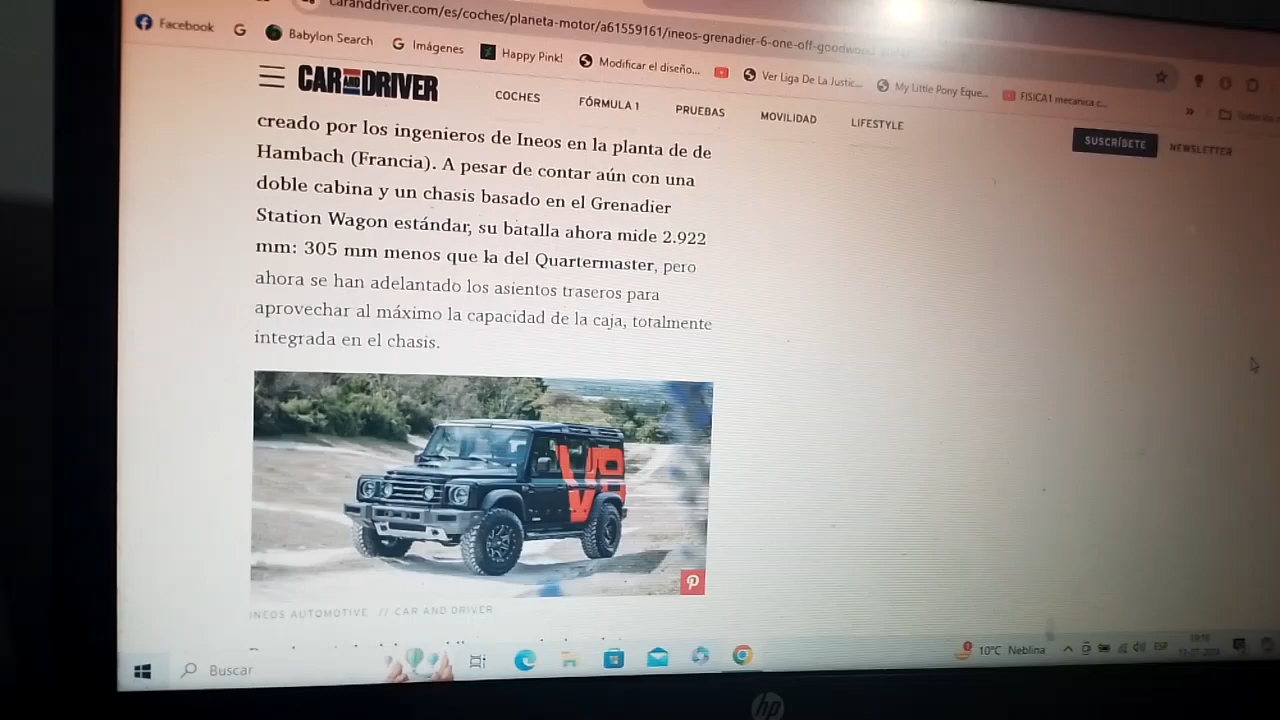 caranddriver.com/es/coches/planeta-motor/a61559161/ineos-grenadier-6-one-off-goodwood
Facebook
Babylon Search
Imágenes
Happy Pink!
Modificar el diseño...
Ver Liga De La Justic...
My Little Pony Eque...
FISICA1 mecanica c...
CAR AND DRIVER
COCHES
FÓRMULA 1
PRUEBAS
MOVILIDAD
LIFESTYLE
SUSCRÍBETE
NEWSLETTER
creado por los ingenieros de Ineos en la planta de de
Hambach (Francia). A pesar de contar aún con una
doble cabina y un chasis basado en el Grenadier
Station Wagon estándar, su batalla ahora mide 2.922
mm: 305 mm menos que la del Quartermaster, pero
ahora se han adelantado los asientos traseros para
aprovechar al máximo la capacidad de la caja, totalmente
integrada en el chasis.
V8
INEOS AUTOMOTIVE // CAR AND DRIVER
Buscar
10°C Neblina
ESP
hp